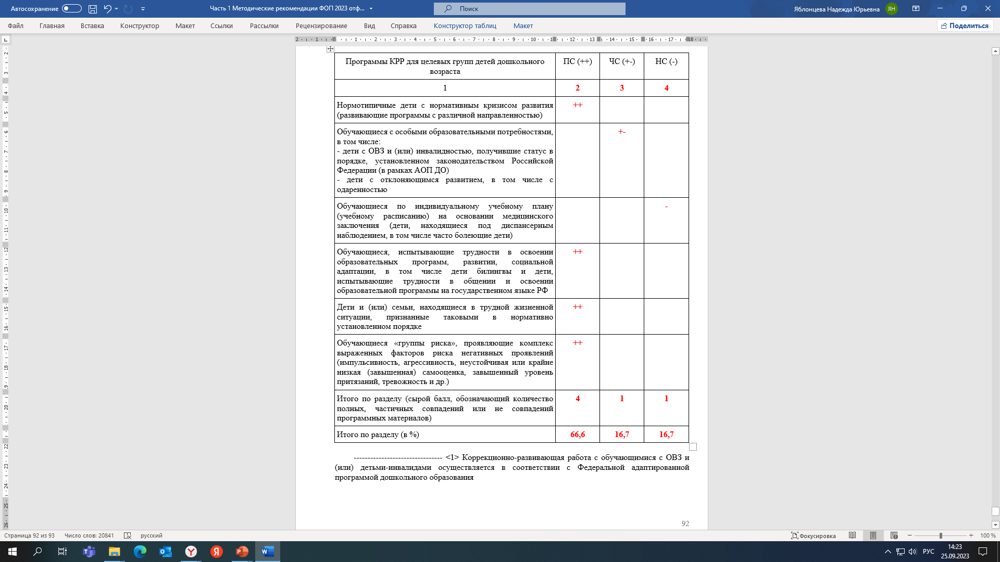 Автосохранение
Часть 1 Методические рекомендации ФОП 2023 отф...
Поиск
Яблонцева Надежда Юрьевна
ЯН
Файл Главная Вставка Конструктор Макет Ссылки Рассылки Рецензирование Вид Справка Конструктор таблиц Макет
Поделиться
Программы КРР для целевых групп детей дошкольного
возраста
ПС (++)
ЧС (+-)
НС (-)
1
2
3
4
Нормотипичные дети с нормативным кризисом развития
(развивающие программы с различной направленностью)
++
Обучающиеся с особыми образовательными потребностями,
в том числе:
- дети с ОВЗ и (или) инвалидностью, получившие статус в
порядке, установленном законодательством Российской
Федерации (в рамках АОП ДО)
- дети с отклоняющимся развитием, в том числе с
одаренностью
+-
Обучающиеся по индивидуальному учебному плану
(учебному расписанию) на основании медицинского
заключения (дети, находящиеся под диспансерным
наблюдением, в том числе часто болеющие дети)
-
Обучающиеся, испытывающие трудности в освоении
образовательных программ, развитии, социальной
адаптации, в том числе дети билингвы и дети,
испытывающие трудности в общении и освоении
образовательной программы на государственном языке РФ
++
Дети и (или) семьи, находящиеся в трудной жизненной
ситуации, признанные таковыми в нормативно
установленном порядке
++
Обучающиеся «группы риска», проявляющие комплекс
выраженных факторов риска негативных проявлений
(импульсивность, агрессивность, неустойчивая или крайне
низкая (завышенная) самооценка, завышенный уровень
притязаний, тревожность и др.)
++
Итого по разделу (сырой балл, обозначающий количество
полных, частичных совпадений или не совпадений
программных материалов)
4
1
1
Итого по разделу (в %)
66,6
16,7
16,7
-------------------------------- <1> Коррекционно-развивающая работа с обучающимися с ОВЗ и
(или) детьми-инвалидами осуществляется в соответствии с Федеральной адаптированной
программой дошкольного образования
92
Страница 92 из 93 Число слов: 20841 русский
Фокусировка
100 %
РУС
14:23
25.09.2023